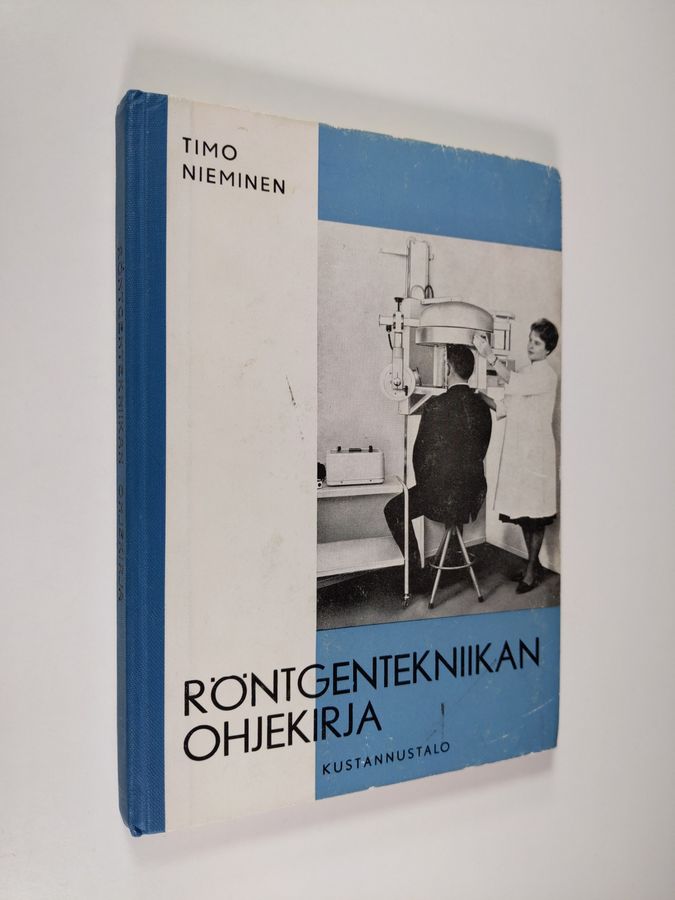 TIMO
NIEMINEN
RÖNTGENTEKNIIKAN
OHJEKIRJA
KUSTANNUSTALO
RÖNTGENTEKNIIKAN OHJEKIRJA